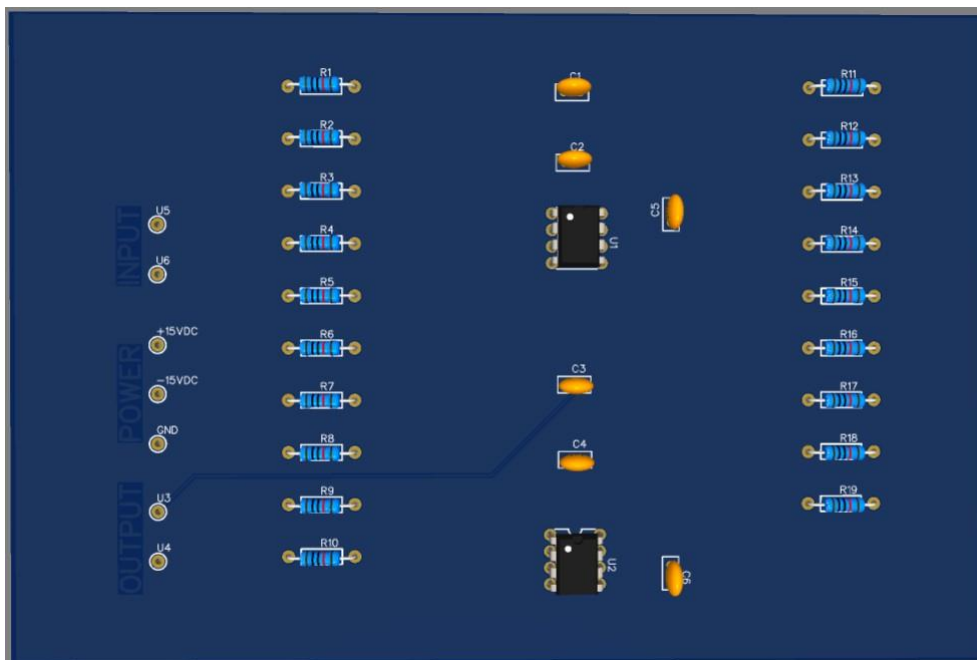 R1
R2
R3
R4
R5
R6
R7
R8
R9
R10
INPUT
U5
U6
POWER
+15VDC
-15VDC
GND
OUTPUT
U3
U4
C1
C2
C5
U1
C3
C4
U2
C6
R11
R12
R13
R14
R15
R16
R17
R18
R19